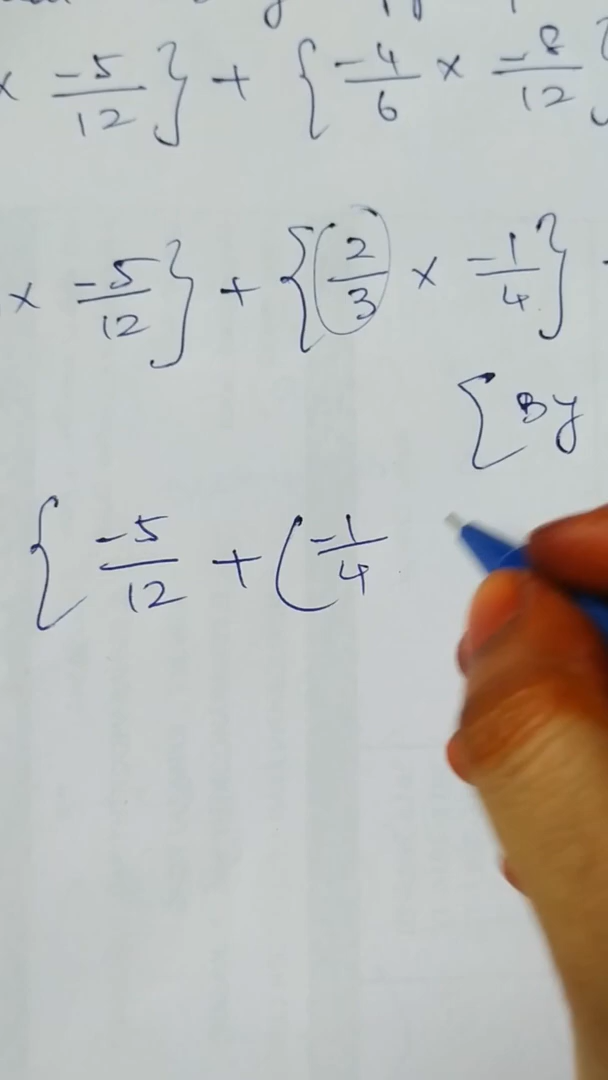 × -5/12 } + { -4/6 × -8/12
× -5/12 } + { (2/3) × -1/4 }
[ By
{ -5/12 + ( -1/4